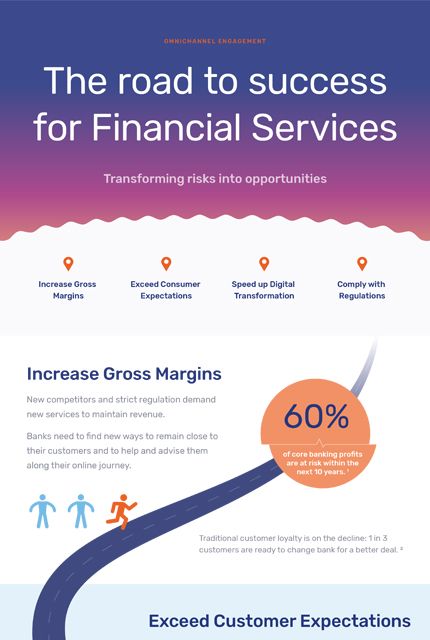 OMNICHANNEL ENGAGEMENT
The road to success
for Financial Services
Transforming risks into opportunities
Increase Gross
Margins
Exceed Consumer
Expectations
Speed up Digital
Transformation
Comply with
Regulations
Increase Gross Margins
New competitors and strict regulation demand
new services to maintain revenue.
Banks need to find new ways to remain close to
their customers and to help and advise them
along their online journey.
60%
of core banking profits
are at risk within the
next 10 years. ¹
Traditional customer loyalty is on the decline: 1 in 3
customers are ready to change bank for a better deal. ²
Exceed Customer Expectations